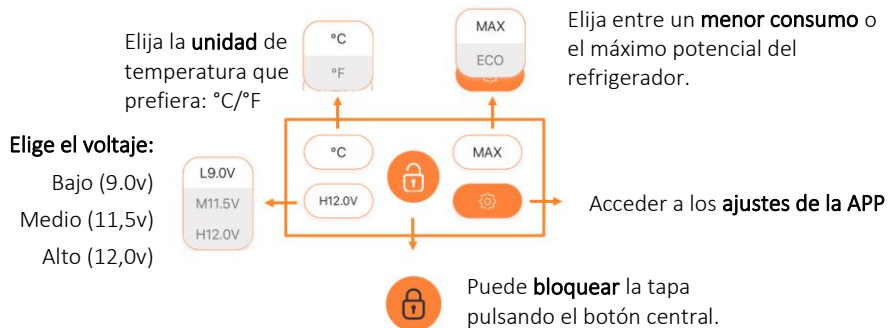 Elija la unidad de
temperatura que
prefiera: °C/°F
°C
°F
MAX
ECO
Elija entre un menor consumo o
el máximo potencial del
refrigerador.
Elige el voltaje:
Bajo (9.0v)
Medio (11,5v)
Alto (12,0v)
L9.0V
M11.5V
H12.0V
°C
MAX
H12.0V
Acceder a los ajustes de la APP
Puede bloquear la tapa
pulsando el botón central.